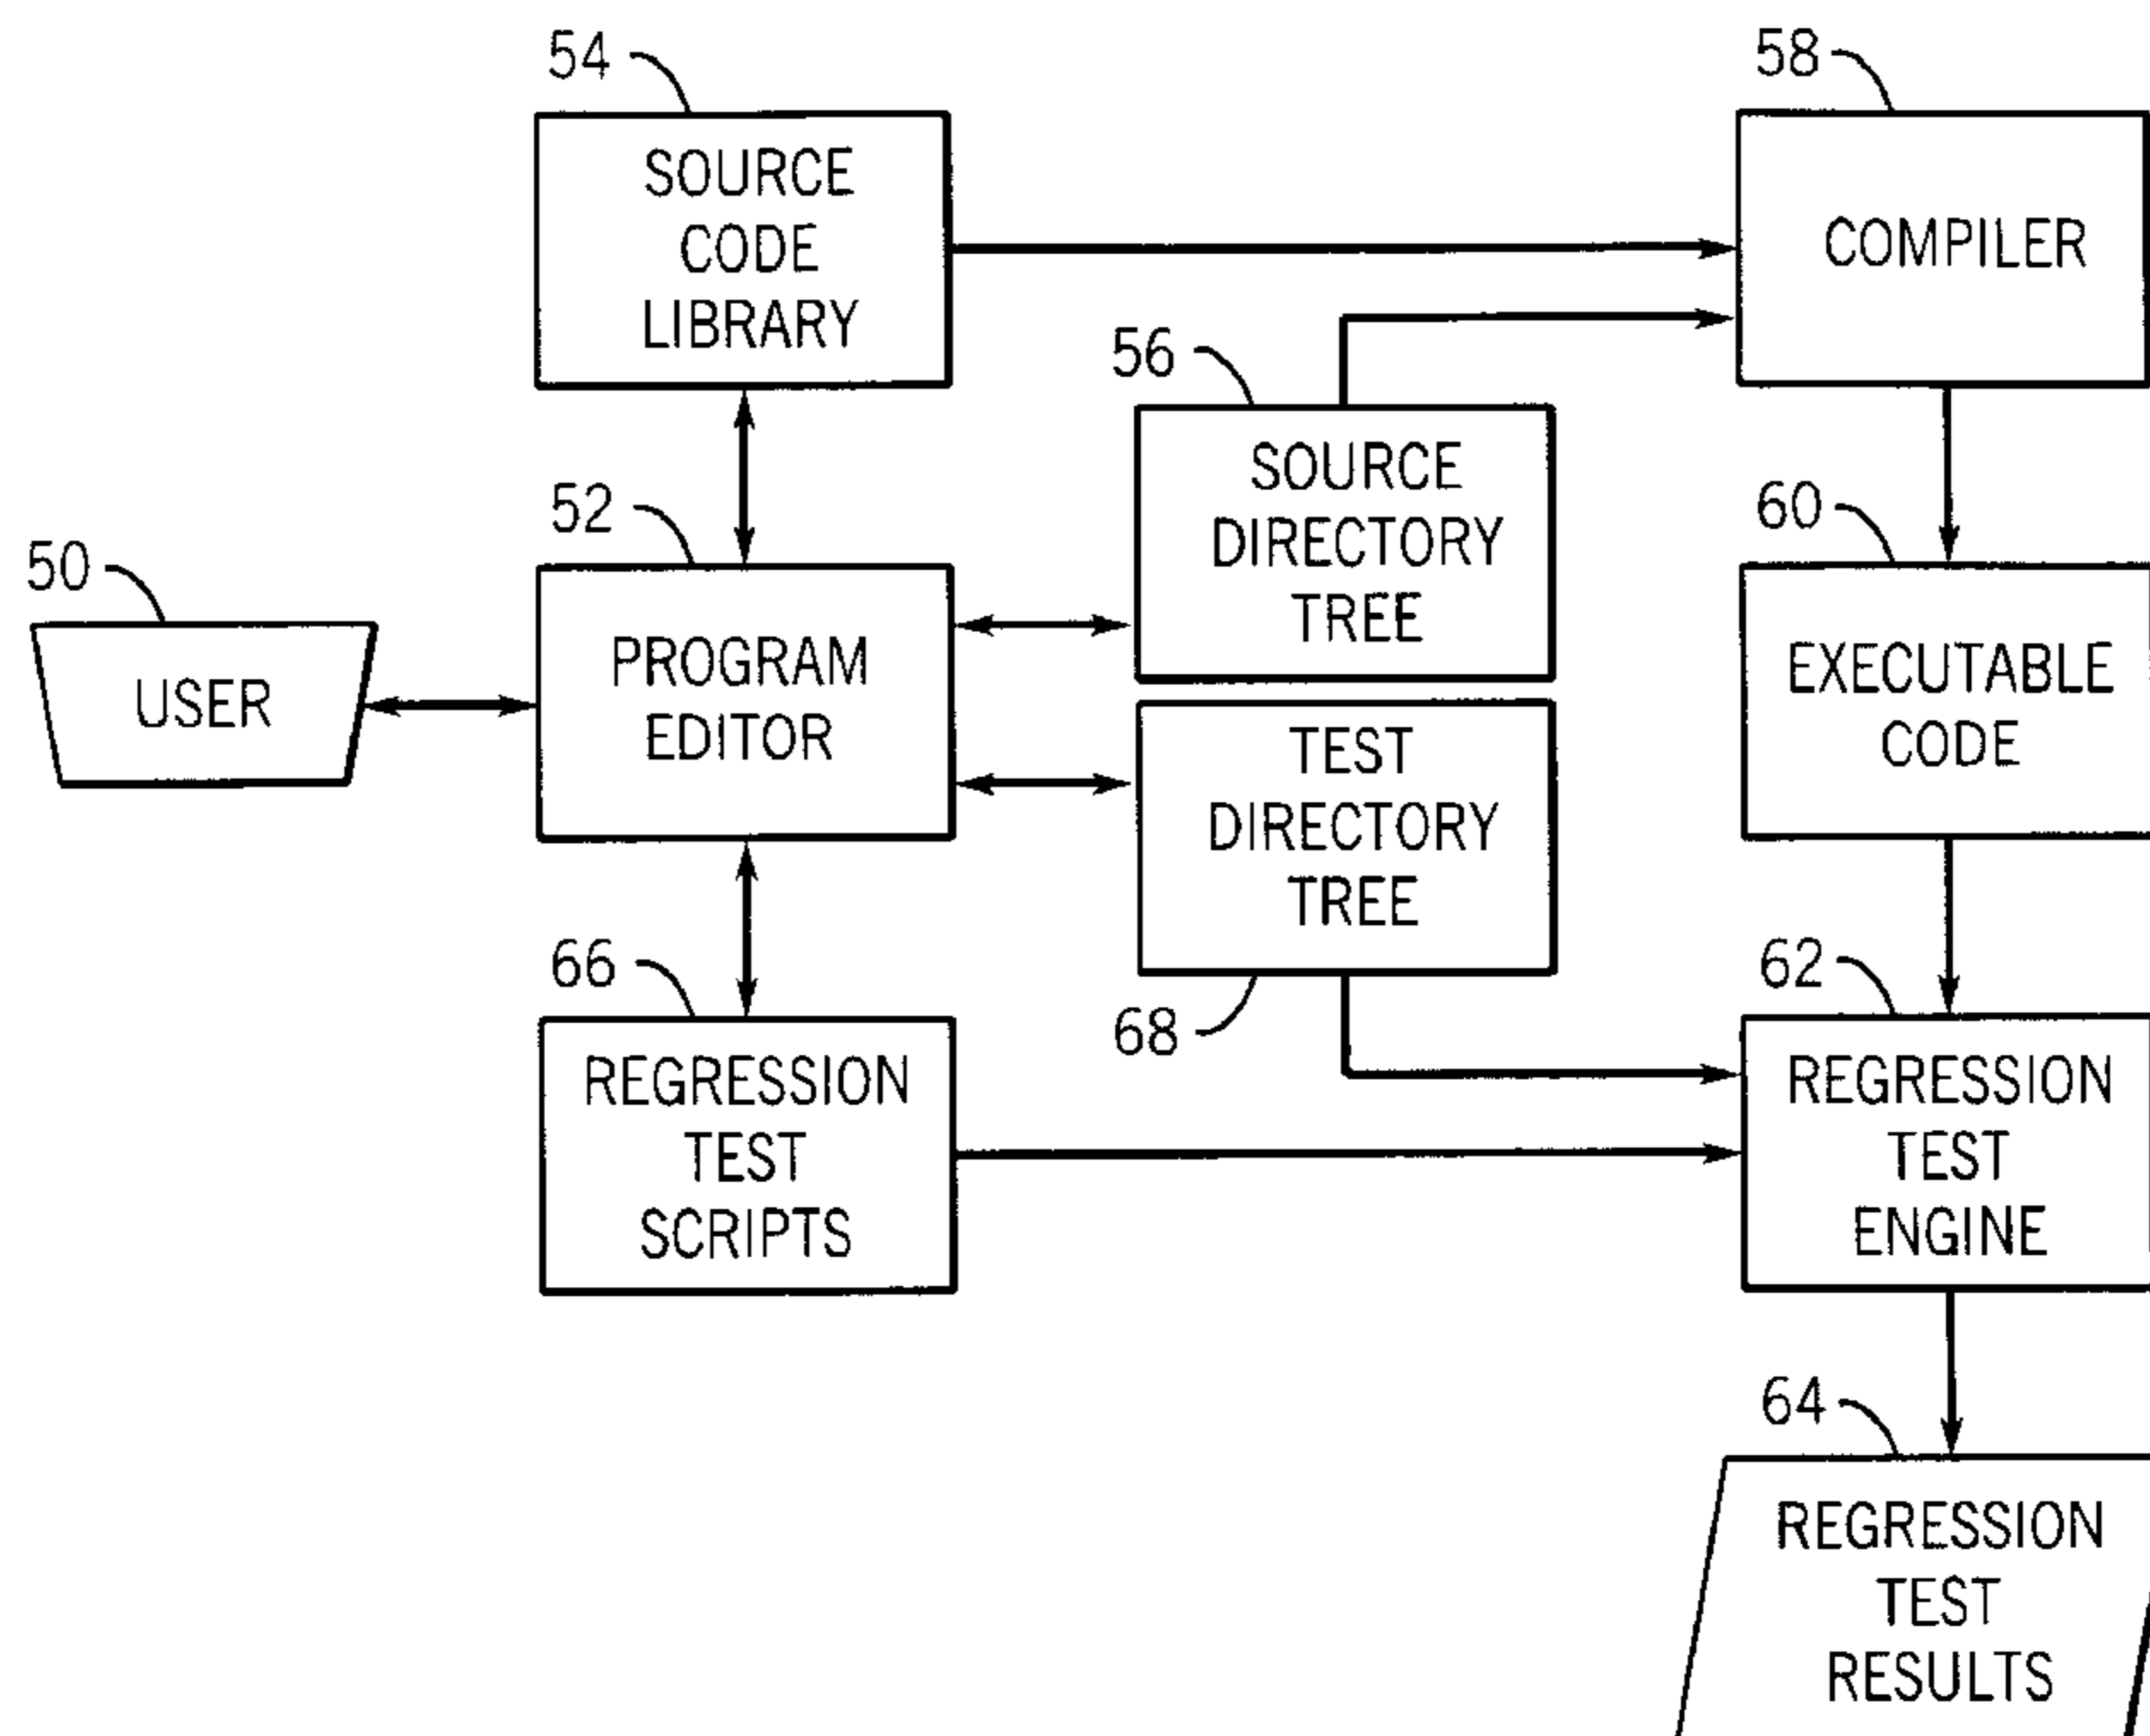 54
SOURCE
CODE
LIBRARY
58
COMPILER
56
SOURCE
DIRECTORY
TREE
52
PROGRAM
EDITOR
50
USER
60
EXECUTABLE
CODE
TEST
DIRECTORY
TREE
68
66
REGRESSION
TEST
SCRIPTS
62
REGRESSION
TEST
ENGINE
64
REGRESSION
TEST
RESULTS